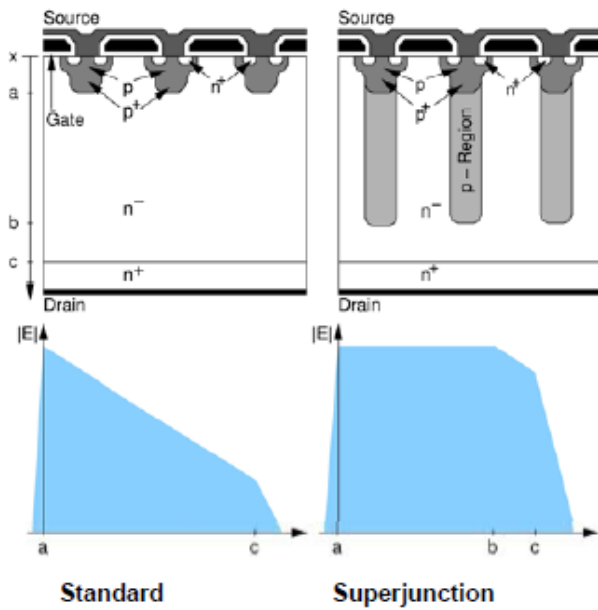 Source
Source
x
a
b
c
Gate
p
p+
n+
n−
n+
Drain
p
p+
n+
p – Region
n−
n+
Drain
|E|
a
c
|E|
a
b
c
Standard
Superjunction